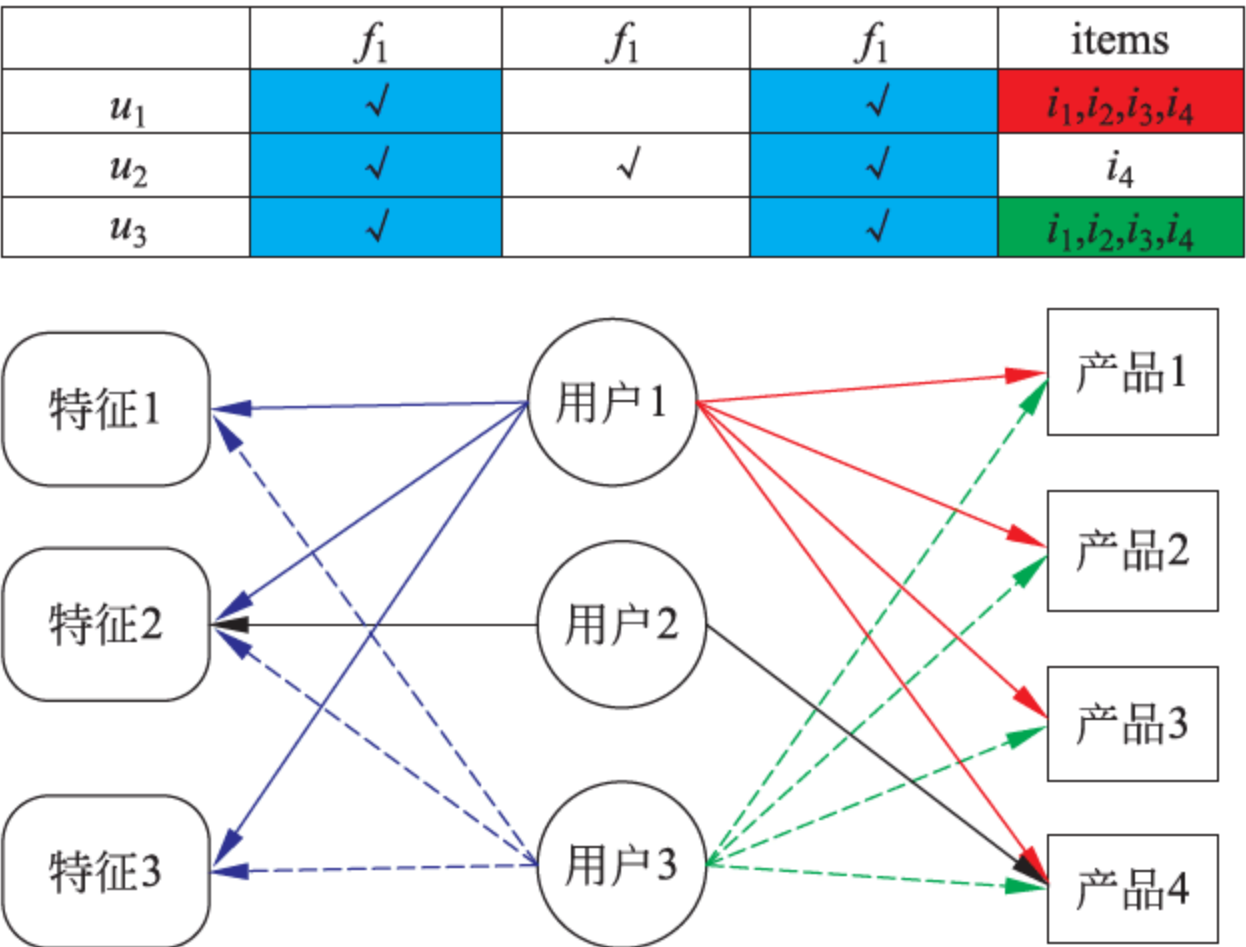 f₁ f₁ f₁ items
u₁ √ √ i₁,i₂,i₃,i₄
u₂ √ √ √ i₄
u₃ √ √ i₁,i₂,i₃,i₄
特征1 用户1 产品1
特征2 用户2 产品2
产品3
特征3 用户3 产品4